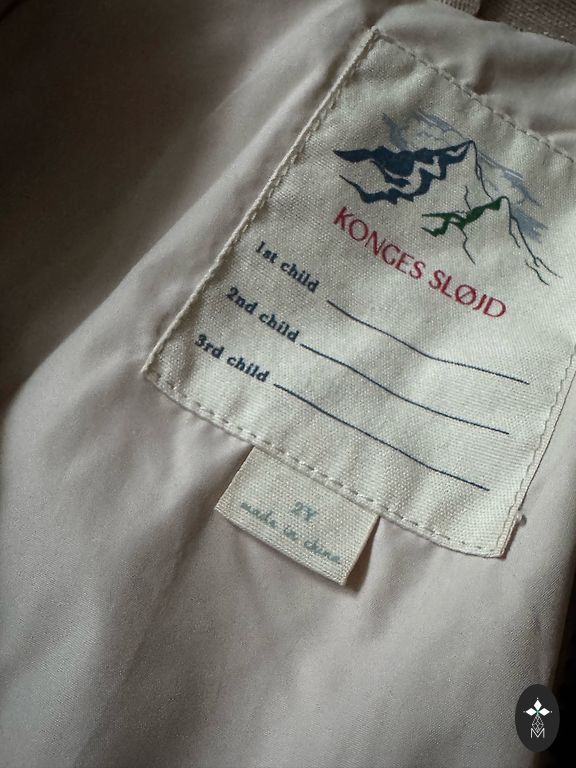 KONGES SLØJD
1st child
2nd child
3rd child
2Y
made in china
M